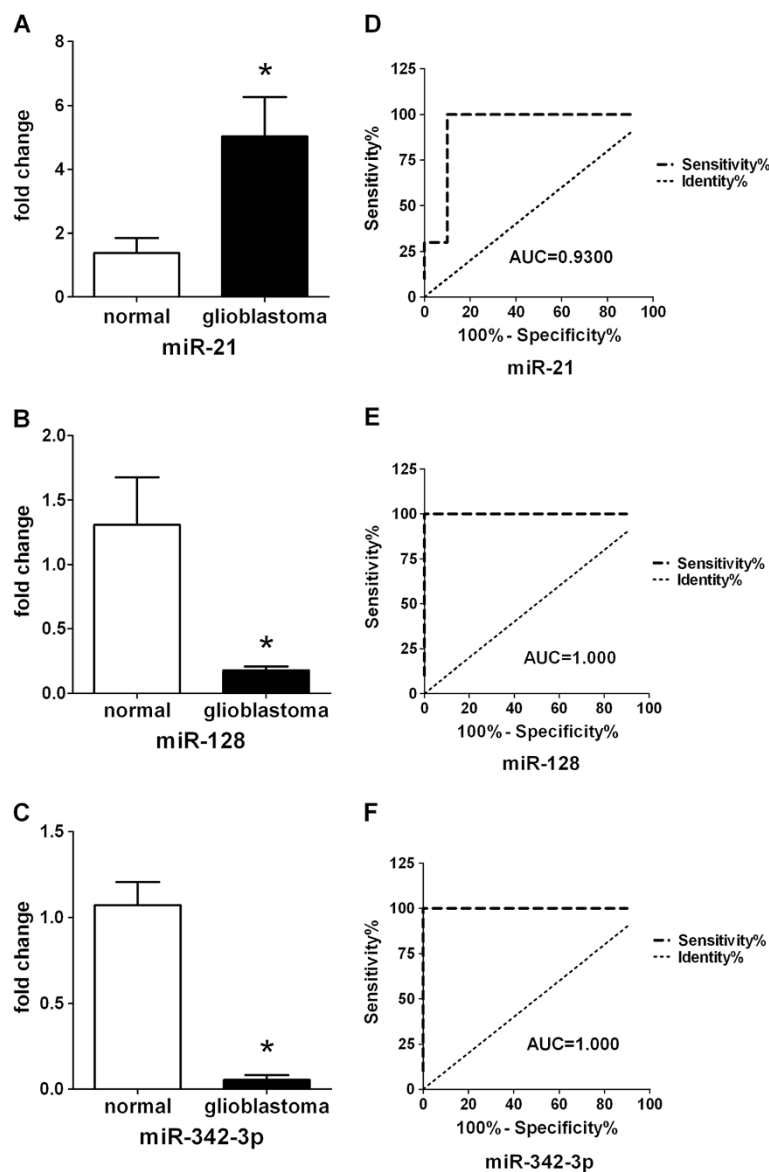 A
*
fold change
8
6
4
2
0
normal glioblastoma
miR-21
D
Sensitivity%
125
100
75
50
25
0
AUC=0.9300
0 20 40 60 80 100
100% - Specificity%
miR-21
Sensitivity%
Identity%
B
fold change
2.0
1.5
1.0
0.5
0.0
*
normal glioblastoma
miR-128
E
Sensitivity%
125
100
75
50
25
0
AUC=1.000
0 20 40 60 80 100
100% - Specificity%
miR-128
Sensitivity%
Identity%
C
fold change
1.5
1.0
0.5
0.0
*
normal glioblastoma
miR-342-3p
F
Sensitivity%
125
100
75
50
25
0
AUC=1.000
0 20 40 60 80 100
100% - Specificity%
miR-342-3p
Sensitivity%
Identity%